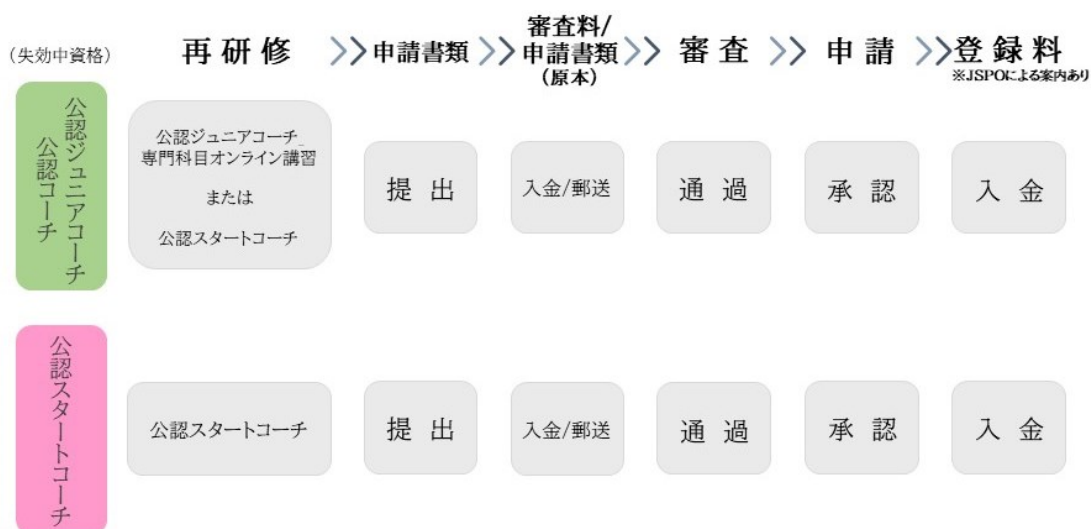 (失効中資格)
再研修
>>
申請書類
>>
審査料/
申請書類
(原本)
>>
審査
>>
申請
>>
登録料
※JSPOによる案内あり
公認ジュニアコーチ
公認コーチ
公認ジュニアコーチ_
専門科目オンライン講習
または
公認スタートコーチ
提出
入金/郵送
通過
承認
入金
公認スタートコーチ
公認スタートコーチ
提出
入金/郵送
通過
承認
入金